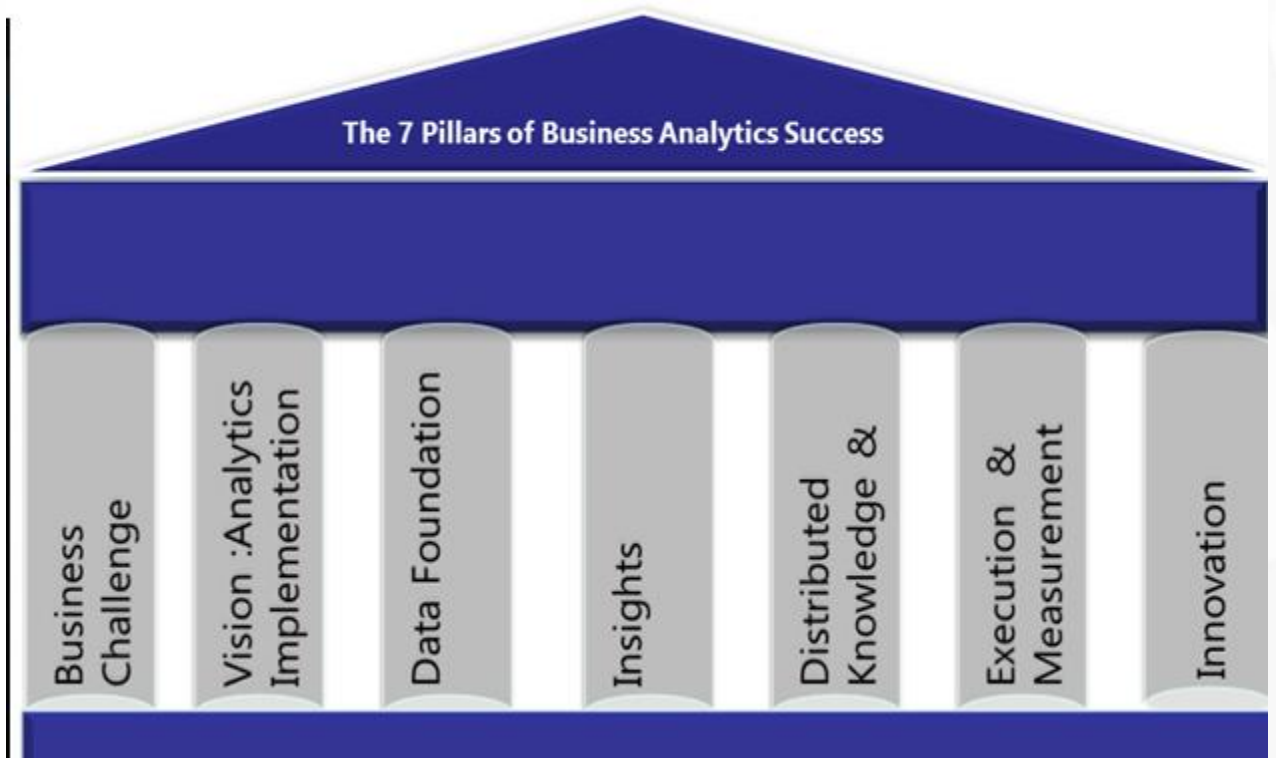 The 7 Pillars of Business Analytics Success
Business
Challenge
Vision :Analytics
Implementation
Data Foundation
Insights
Distributed
Knowledge &
Execution &
Measurement
Innovation